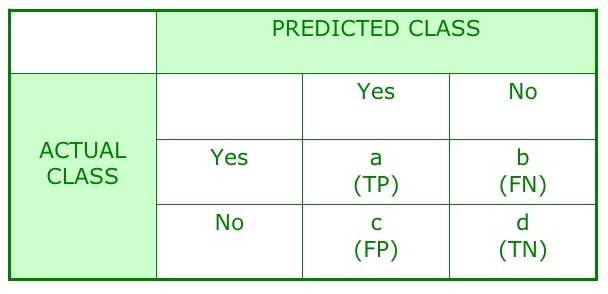 PREDICTED CLASS
Yes No
ACTUAL
CLASS
Yes a b
(TP) (FN)
No c d
(FP) (TN)